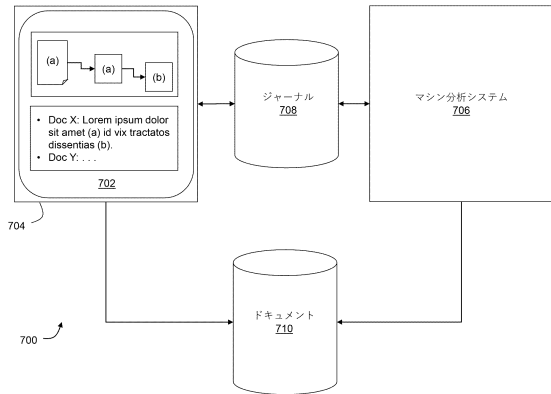 (a)
(a)
(b)
• Doc X: Lorem ipsum dolor
sit amet (a) id vix tractatos
dissentias (b).
• Doc Y: . . .
702
704
ジャーナル
708
マシン分析システム
706
ドキュメント
710
700